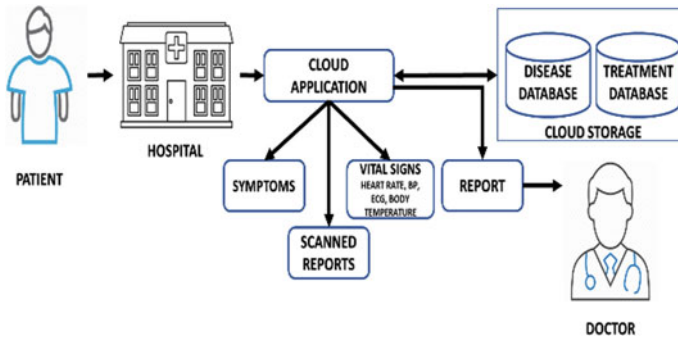 PATIENT
HOSPITAL
CLOUD
APPLICATION
DISEASE
DATABASE
TREATMENT
DATABASE
CLOUD STORAGE
SYMPTOMS
SCANNED
REPORTS
VITAL SIGNS
HEART RATE, BP,
ECG, BODY
TEMPERATURE
REPORT
DOCTOR